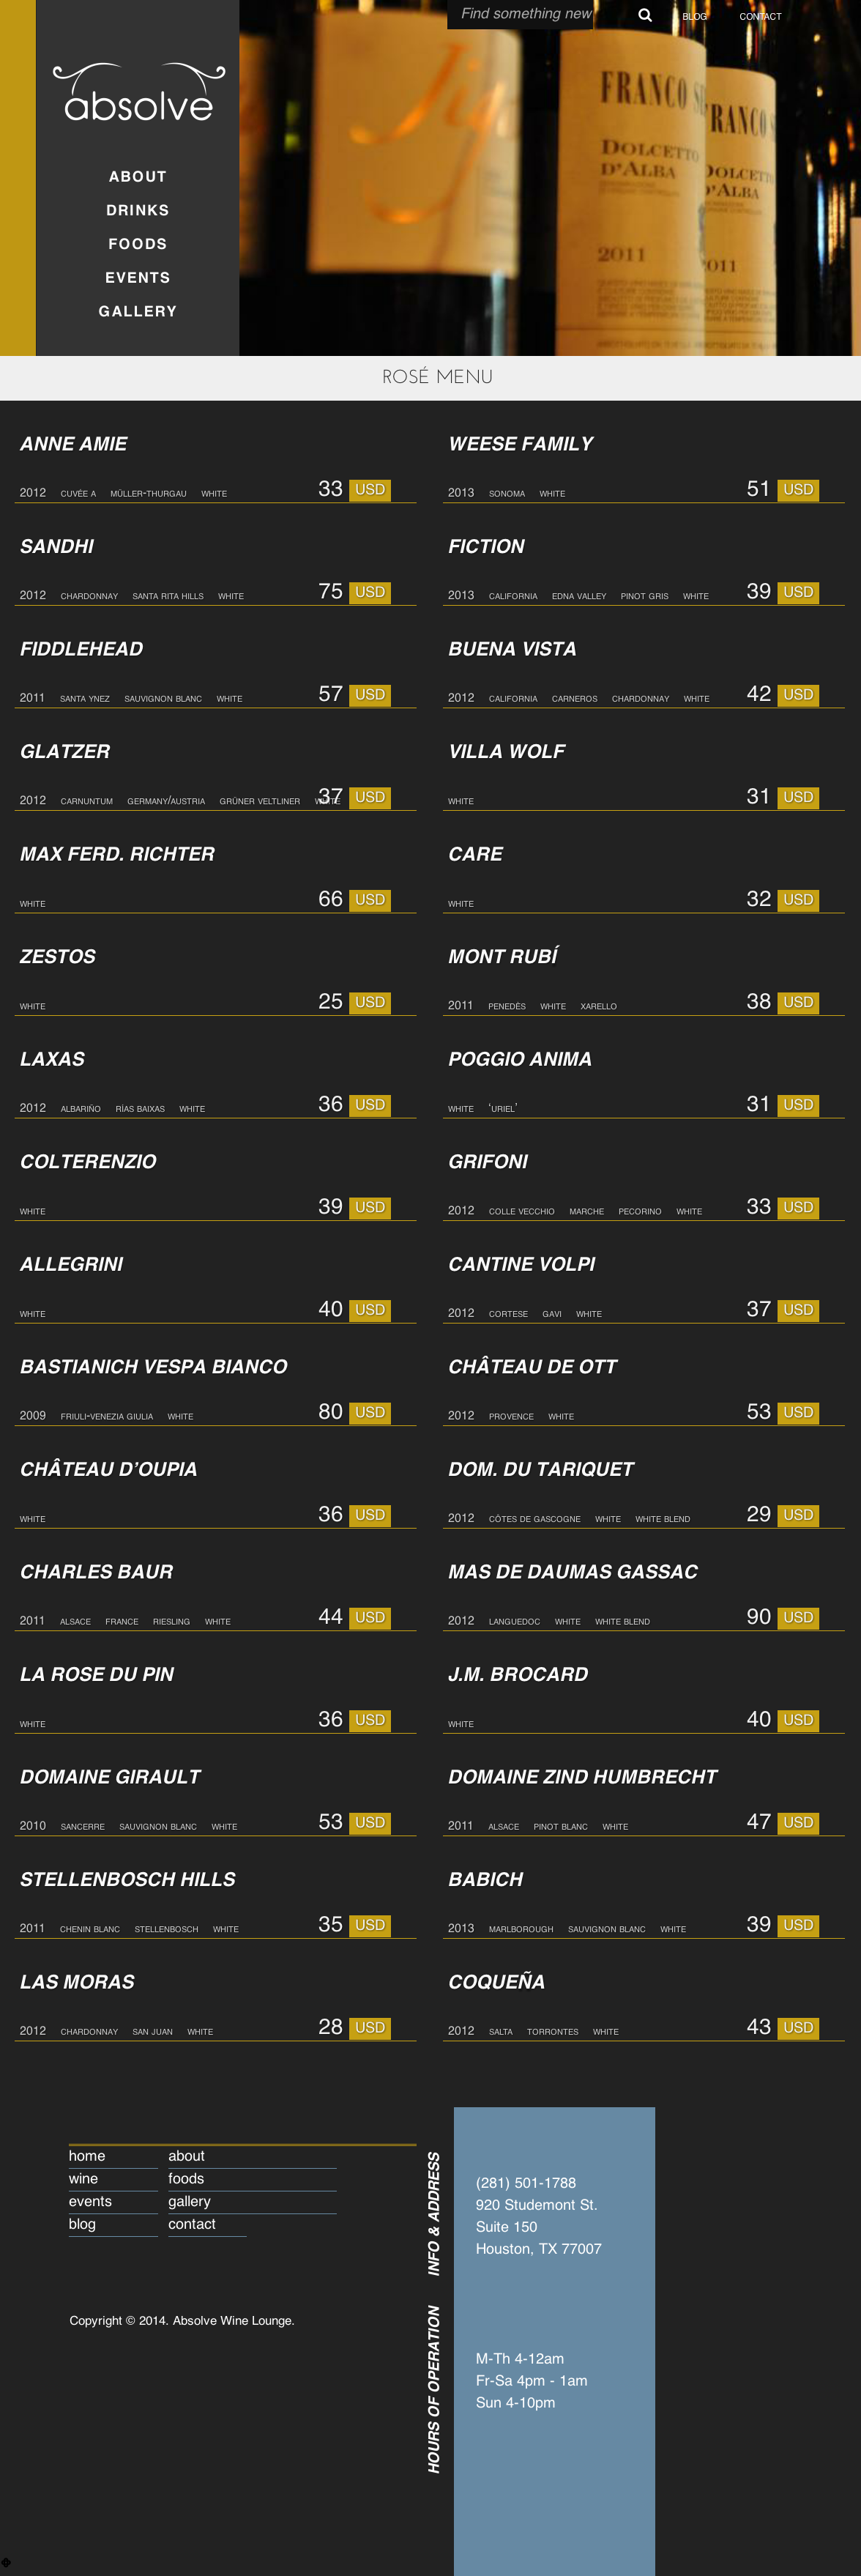 Find something new
BLOG
CONTACT
absolve
ABOUT
DRINKS
FOODS
EVENTS
GALLERY
FRANCO
DOLCETTO
D'ALBA
2011
FRANCO
DOLCETTO
D'ALBA
2011
ROSÉ MENU
ANNE AMIE
2012 CUVÉE A MÜLLER-THURGAU WHITE 33 USD
WEESE FAMILY
2013 SONOMA WHITE 51 USD
SANDHI
2012 CHARDONNAY SANTA RITA HILLS WHITE 75 USD
FICTION
2013 CALIFORNIA EDNA VALLEY PINOT GRIS WHITE 39 USD
FIDDLEHEAD
2011 SANTA YNEZ SAUVIGNON BLANC WHITE 57 USD
BUENA VISTA
2012 CALIFORNIA CARNEROS CHARDONNAY WHITE 42 USD
GLATZER
2012 CARNUNTUM GERMANY/AUSTRIA GRÜNER VELTLINER WHITE 37 USD
VILLA WOLF
WHITE 31 USD
MAX FERD. RICHTER
WHITE 66 USD
CARE
WHITE 32 USD
ZESTOS
WHITE 25 USD
MONT RUBÍ
2011 PENEDÈS WHITE XARELLO 38 USD
LAXAS
2012 ALBARIÑO RÍAS BAIXAS WHITE 36 USD
POGGIO ANIMA
WHITE 'URIEL' 31 USD
COLTERENZIO
WHITE 39 USD
GRIFONI
2012 COLLE VECCHIO MARCHE PECORINO WHITE 33 USD
ALLEGRINI
WHITE 40 USD
CANTINE VOLPI
2012 CORTESE GAVI WHITE 37 USD
BASTIANICH VESPA BIANCO
2009 FRIULI-VENEZIA GIULIA WHITE 80 USD
CHÂTEAU DE OTT
2012 PROVENCE WHITE 53 USD
CHÂTEAU D'OUPIA
WHITE 36 USD
DOM. DU TARIQUET
2012 CÔTES DE GASCOGNE WHITE WHITE BLEND 29 USD
CHARLES BAUR
2011 ALSACE FRANCE RIESLING WHITE 44 USD
MAS DE DAUMAS GASSAC
2012 LANGUEDOC WHITE WHITE BLEND 90 USD
LA ROSE DU PIN
WHITE 36 USD
J.M. BROCARD
WHITE 40 USD
DOMAINE GIRAULT
2010 SANCERRE SAUVIGNON BLANC WHITE 53 USD
DOMAINE ZIND HUMBRECHT
2011 ALSACE PINOT BLANC WHITE 47 USD
STELLENBOSCH HILLS
2011 CHENIN BLANC STELLENBOSCH WHITE 35 USD
BABICH
2013 MARLBOROUGH SAUVIGNON BLANC WHITE 39 USD
LAS MORAS
2012 CHARDONNAY SAN JUAN WHITE 28 USD
COQUEÑA
2012 SALTA TORRONTES WHITE 43 USD
home about
wine foods
events gallery
blog contact
Copyright © 2014. Absolve Wine Lounge.
INFO & ADDRESS
(281) 501-1788
920 Studemont St.
Suite 150
Houston, TX 77007
HOURS OF OPERATION
M-Th 4-12am
Fr-Sa 4pm - 1am
Sun 4-10pm